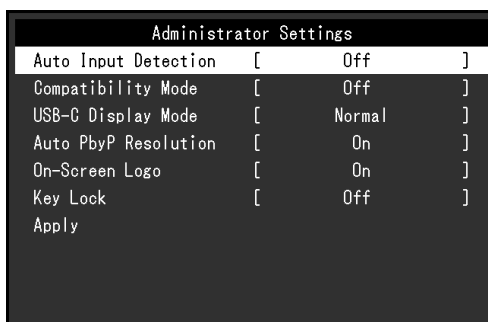 Administrator Settings
Auto Input Detection [ Off ]
Compatibility Mode [ Off ]
USB-C Display Mode [ Normal ]
Auto PbyP Resolution [ On ]
On-Screen Logo [ On ]
Key Lock [ Off ]
Apply